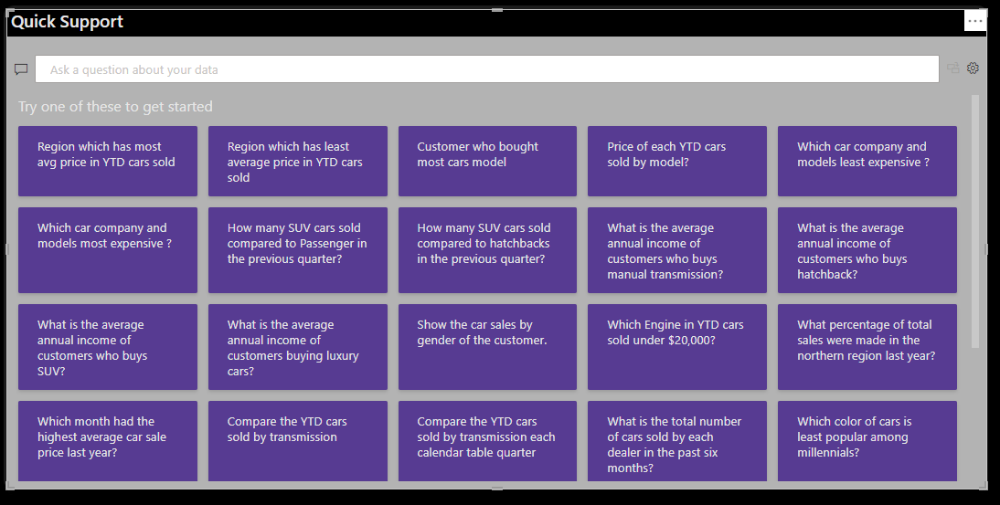 Quick Support
Ask a question about your data
Try one of these to get started
Region which has most
avg price in YTD cars sold
Region which has least
average price in YTD cars
sold
Customer who bought
most cars model
Price of each YTD cars
sold by model?
Which car company and
models least expensive ?
Which car company and
models most expensive ?
How many SUV cars sold
compared to Passenger in
the previous quarter?
How many SUV cars sold
compared to hatchbacks
in the previous quarter?
What is the average
annual income of
customers who buys
manual transmission?
What is the average
annual income of
customers who buys
hatchback?
What is the average
annual income of
customers who buys
SUV?
What is the average
annual income of
customers buying luxury
cars?
Show the car sales by
gender of the customer.
Which Engine in YTD cars
sold under $20,000?
What percentage of total
sales were made in the
northern region last year?
Which month had the
highest average car sale
price last year?
Compare the YTD cars
sold by transmission
Compare the YTD cars
sold by transmission each
calendar table quarter
What is the total number
of cars sold by each
dealer in the past six
months?
Which color of cars is
least popular among
millennials?